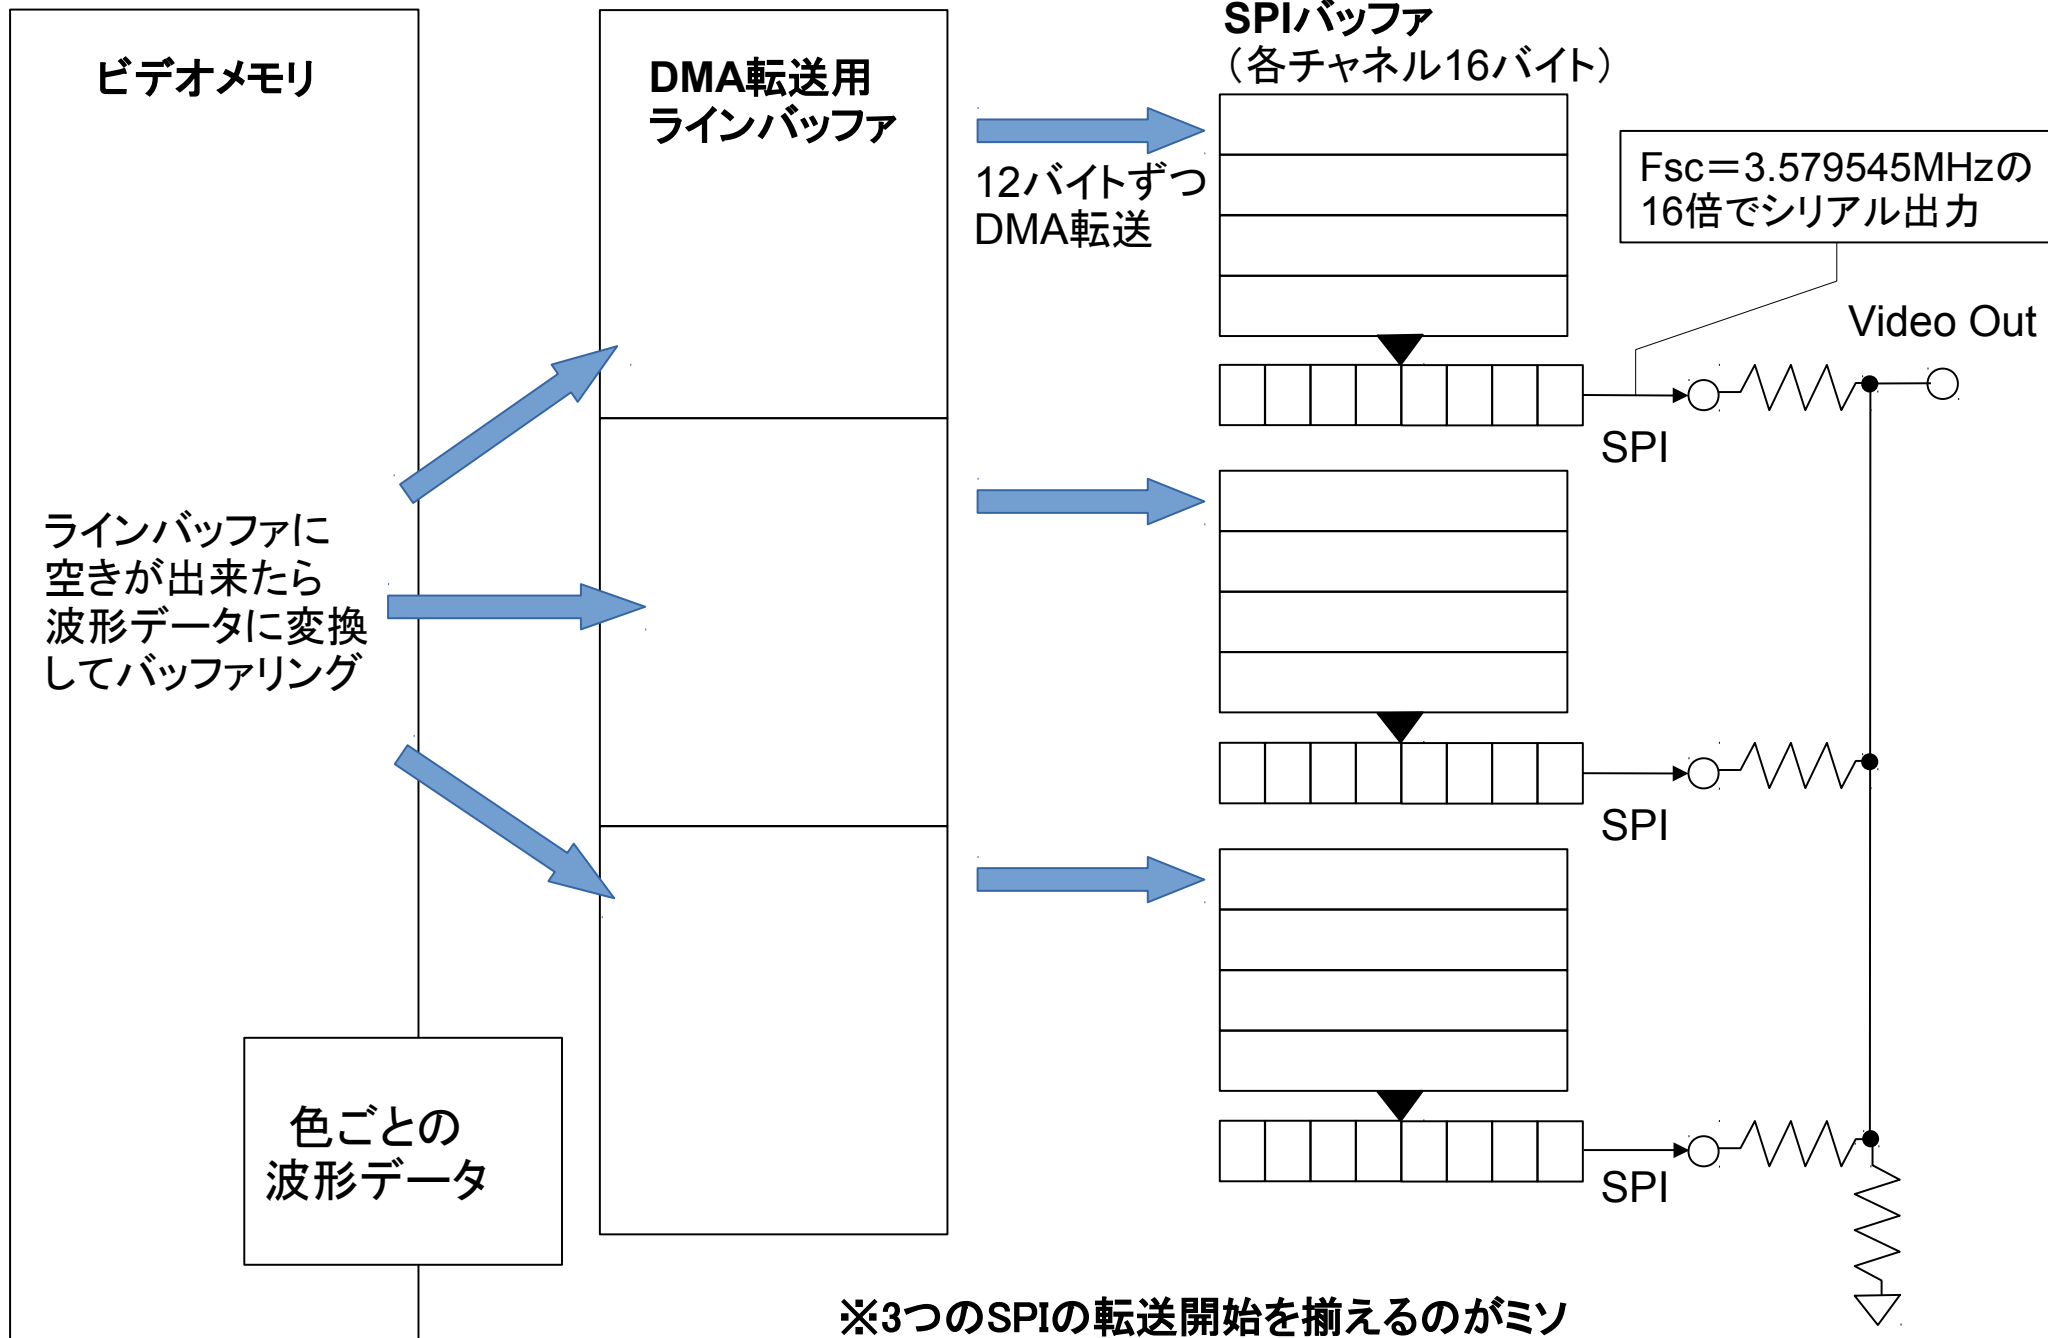 ビデオメモリ
DMA転送用
ラインバッファ
SPIバッファ
（各チャネル16バイト）
12バイトずつ
DMA転送
Fsc＝3.579545MHzの
16倍でシリアル出力
Video Out
SPI
ラインバッファに
空きが出来たら
波形データに変換
してバッファリング
SPI
色ごとの
波形データ
SPI
※3つのSPIの転送開始を揃えるのがミソ